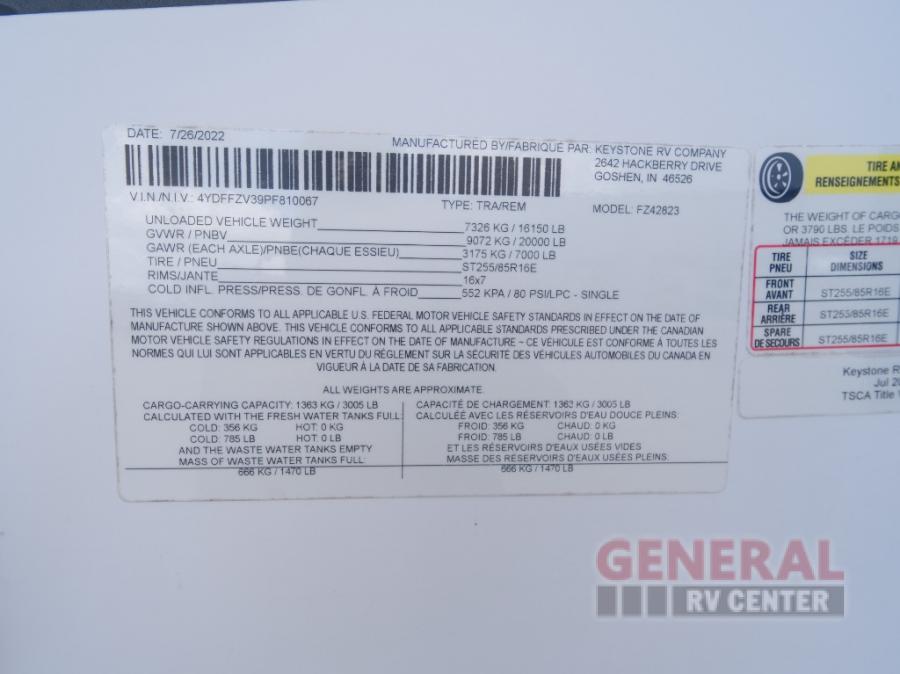 DATE: 7/26/2022
MANUFACTURED BY/FABRIQUÉ PAR: KEYSTONE RV COMPANY
2642 HACKBERRY DRIVE
GOSHEN, IN 46526
V.I.N./N.I.V.: 4YDFFZV39PF810067
TYPE: TRA/REM
MODEL: FZ42823
UNLOADED VEHICLE WEIGHT 7326 KG / 16150 LB
GVWR / PNBV 9072 KG / 20000 LB
GAWR (EACH AXLE)/PNBE(CHAQUE ESSIEU) 3175 KG / 7000 LB
TIRE / PNEU ST255/85R16E
RIMS/JANTE 16x7
COLD INFL. PRESS/PRESS. DE GONFL. À FROID 552 KPA / 80 PSI/LPC - SINGLE
THIS VEHICLE CONFORMS TO ALL APPLICABLE U.S. FEDERAL MOTOR VEHICLE SAFETY STANDARDS IN EFFECT ON THE DATE OF
MANUFACTURE SHOWN ABOVE. THIS VEHICLE CONFORMS TO ALL APPLICABLE STANDARDS PRESCRIBED UNDER THE CANADIAN
MOTOR VEHICLE SAFETY REGULATIONS IN EFFECT ON THE DATE OF MANUFACTURE – CE VÉHICULE EST CONFORME À TOUTES LES
NORMES QUI LUI SONT APPLICABLES EN VERTU DU RÉGLEMENT SUR LA SÉCURITÉ DES VÉHICULES AUTOMOBILES DU CANADA EN
VIGUEUR À LA DATE DE SA FABRICATION.
ALL WEIGHTS ARE APPROXIMATE.
CARGO-CARRYING CAPACITY: 1363 KG / 3005 LB
CALCULATED WITH THE FRESH WATER TANKS FULL:
COLD: 356 KG HOT: 0 KG
COLD: 785 LB HOT: 0 LB
AND THE WASTE WATER TANKS EMPTY
MASS OF WASTE WATER TANKS FULL:
666 KG / 1470 LB
CAPACITÉ DE CHARGEMENT: 1363 KG / 3005 LB
CALCULÉE AVEC LES RÉSERVOIRS D'EAU DOUCE PLEINS:
FROID: 356 KG CHAUD: 0 KG
FROID: 785 LB CHAUD: 0 LB
ET LES RÉSERVOIRS D'EAUX USÉES VIDES
MASSE DES RÉSERVOIRS D'EAUX USÉES PLEINS:
666 KG / 1470 LB
TIRE AN
RENSEIGNEMENTS
THE WEIGHT OF CARGO
OR 3790 LBS. LE POIDS
JAMAIS EXCÉDER 1719
TIRE SIZE
PNEU DIMENSIONS
FRONT
AVANT ST255/85R16E
REAR
ARRIÈRE ST255/85R16E
SPARE
DE SECOURS ST255/85R16E
Keystone R
Jul 20
TSCA Title
GENERAL
RV CENTER